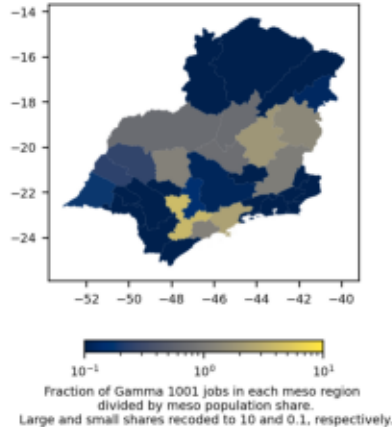 −14
−16
−18
−20
−22
−24
−52 −50 −48 −46 −44 −42 −40
10⁻¹ 10⁰ 10¹
Fraction of Gamma 1001 jobs in each meso region
divided by meso population share.
Large and small shares recoded to 10 and 0.1, respectively